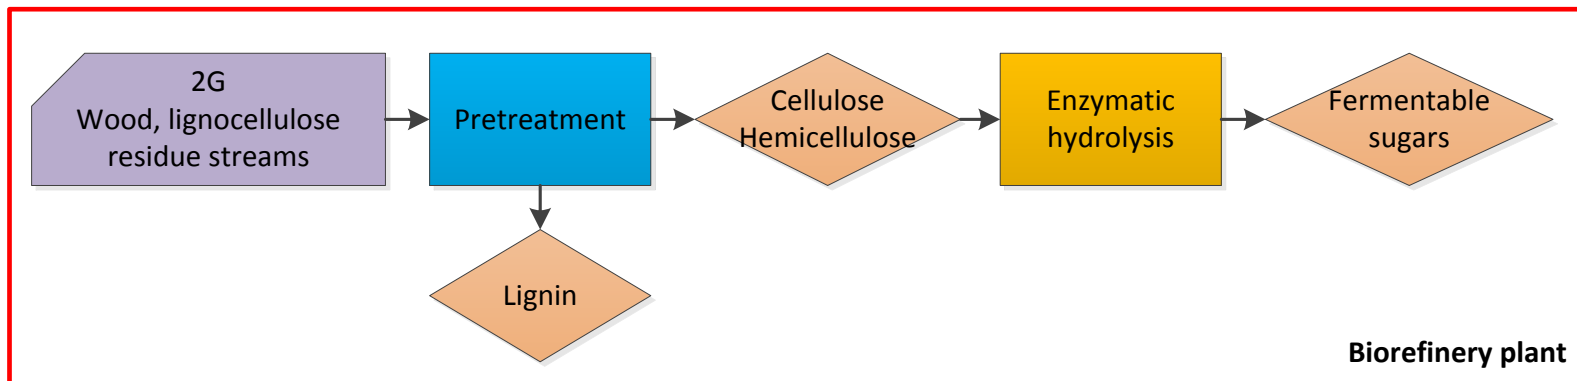 2G
Wood, lignocellulose
residue streams
Pretreatment
Cellulose
Hemicellulose
Enzymatic
hydrolysis
Fermentable
sugars
Lignin
Biorefinery plant